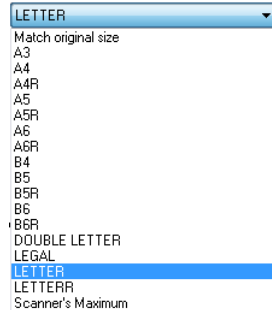 LETTER
Match original size
A3
A4
A4R
A5
A5R
A6
A6R
B4
B5
B5R
B6
B6R
DOUBLE LETTER
LEGAL
LETTER
LETTERR
Scanner's Maximum